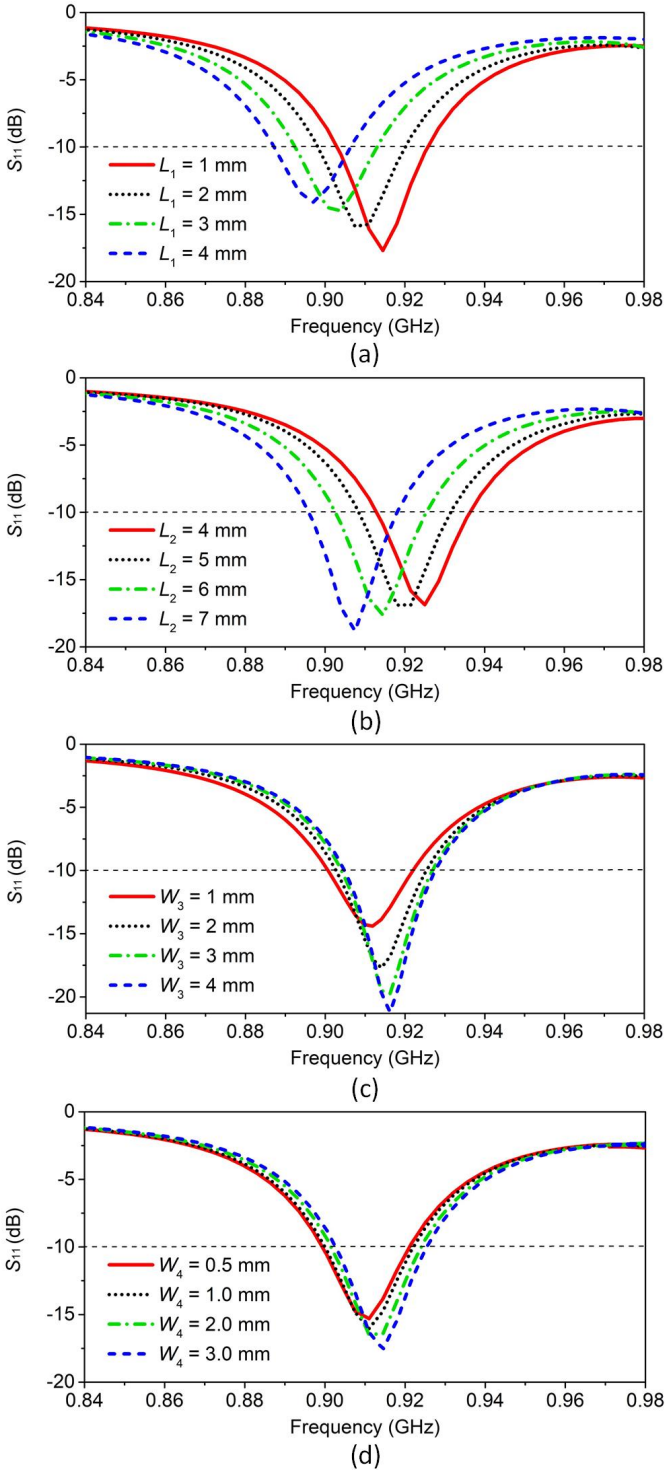 0
-5
-10
-15
-20
S11 (dB)
L1 = 1 mm
L1 = 2 mm
L1 = 3 mm
L1 = 4 mm
0.84 0.86 0.88 0.90 0.92 0.94 0.96 0.98
Frequency (GHz)
(a)
0
-5
-10
-15
-20
S11 (dB)
L2 = 4 mm
L2 = 5 mm
L2 = 6 mm
L2 = 7 mm
0.84 0.86 0.88 0.90 0.92 0.94 0.96 0.98
Frequency (GHz)
(b)
0
-5
-10
-15
-20
S11 (dB)
W3 = 1 mm
W3 = 2 mm
W3 = 3 mm
W3 = 4 mm
0.84 0.86 0.88 0.90 0.92 0.94 0.96 0.98
Frequency (GHz)
(c)
0
-5
-10
-15
-20
S11 (dB)
W4 = 0.5 mm
W4 = 1.0 mm
W4 = 2.0 mm
W4 = 3.0 mm
0.84 0.86 0.88 0.90 0.92 0.94 0.96 0.98
Frequency (GHz)
(d)